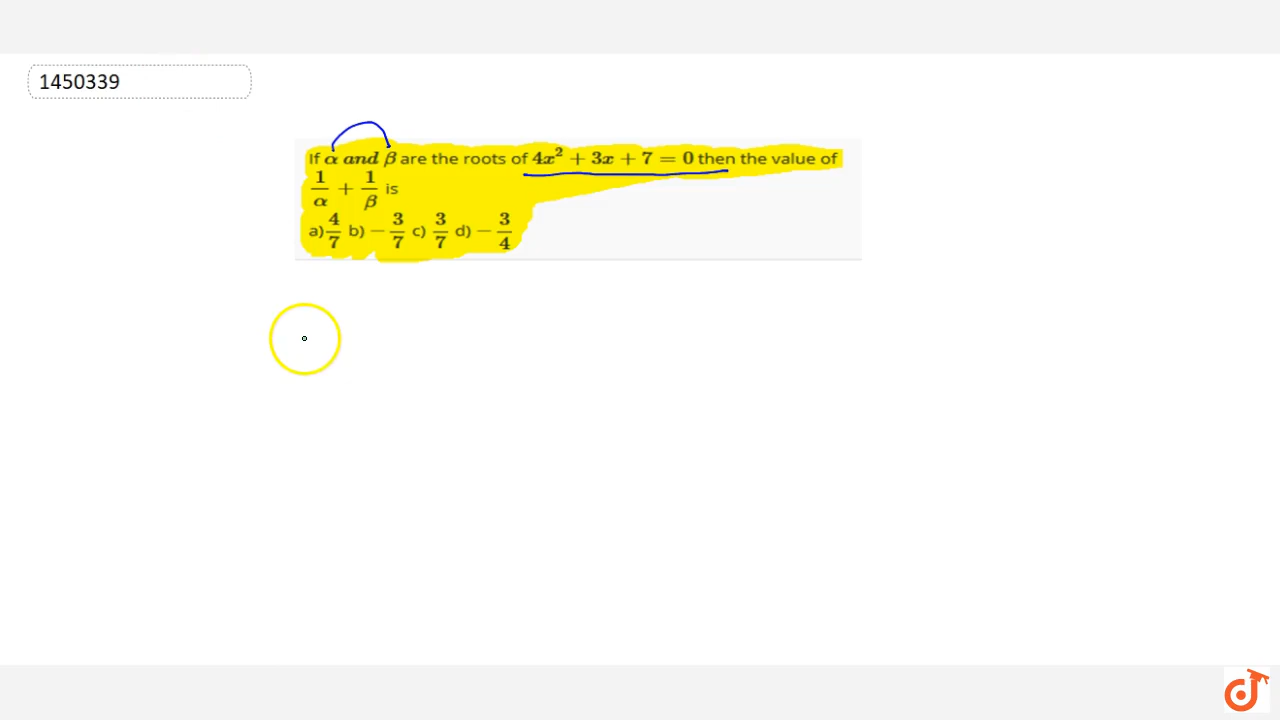 1450339
If α and β are the roots of 4x² + 3x + 7 = 0 then the value of
1/α + 1/β is
a) 4/7 b) − 3/7 c) 3/7 d) − 3/4